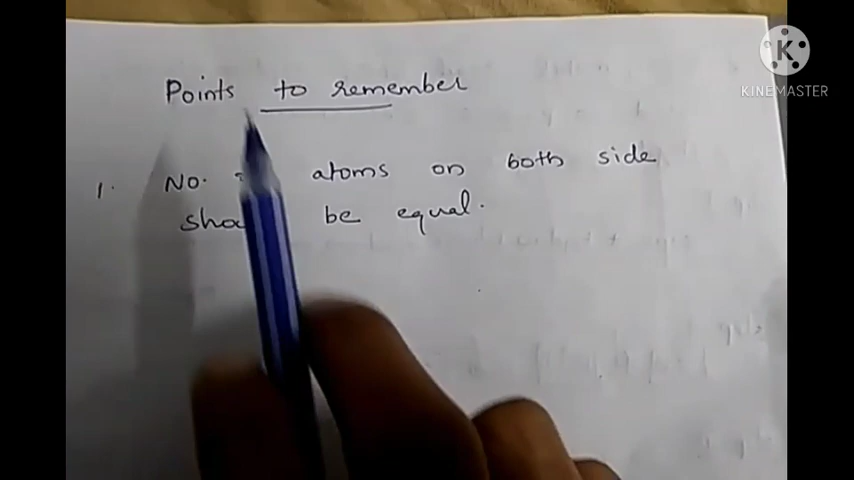 Points to remember
1. No. atoms on both side
be equal.
K
KINEMASTER